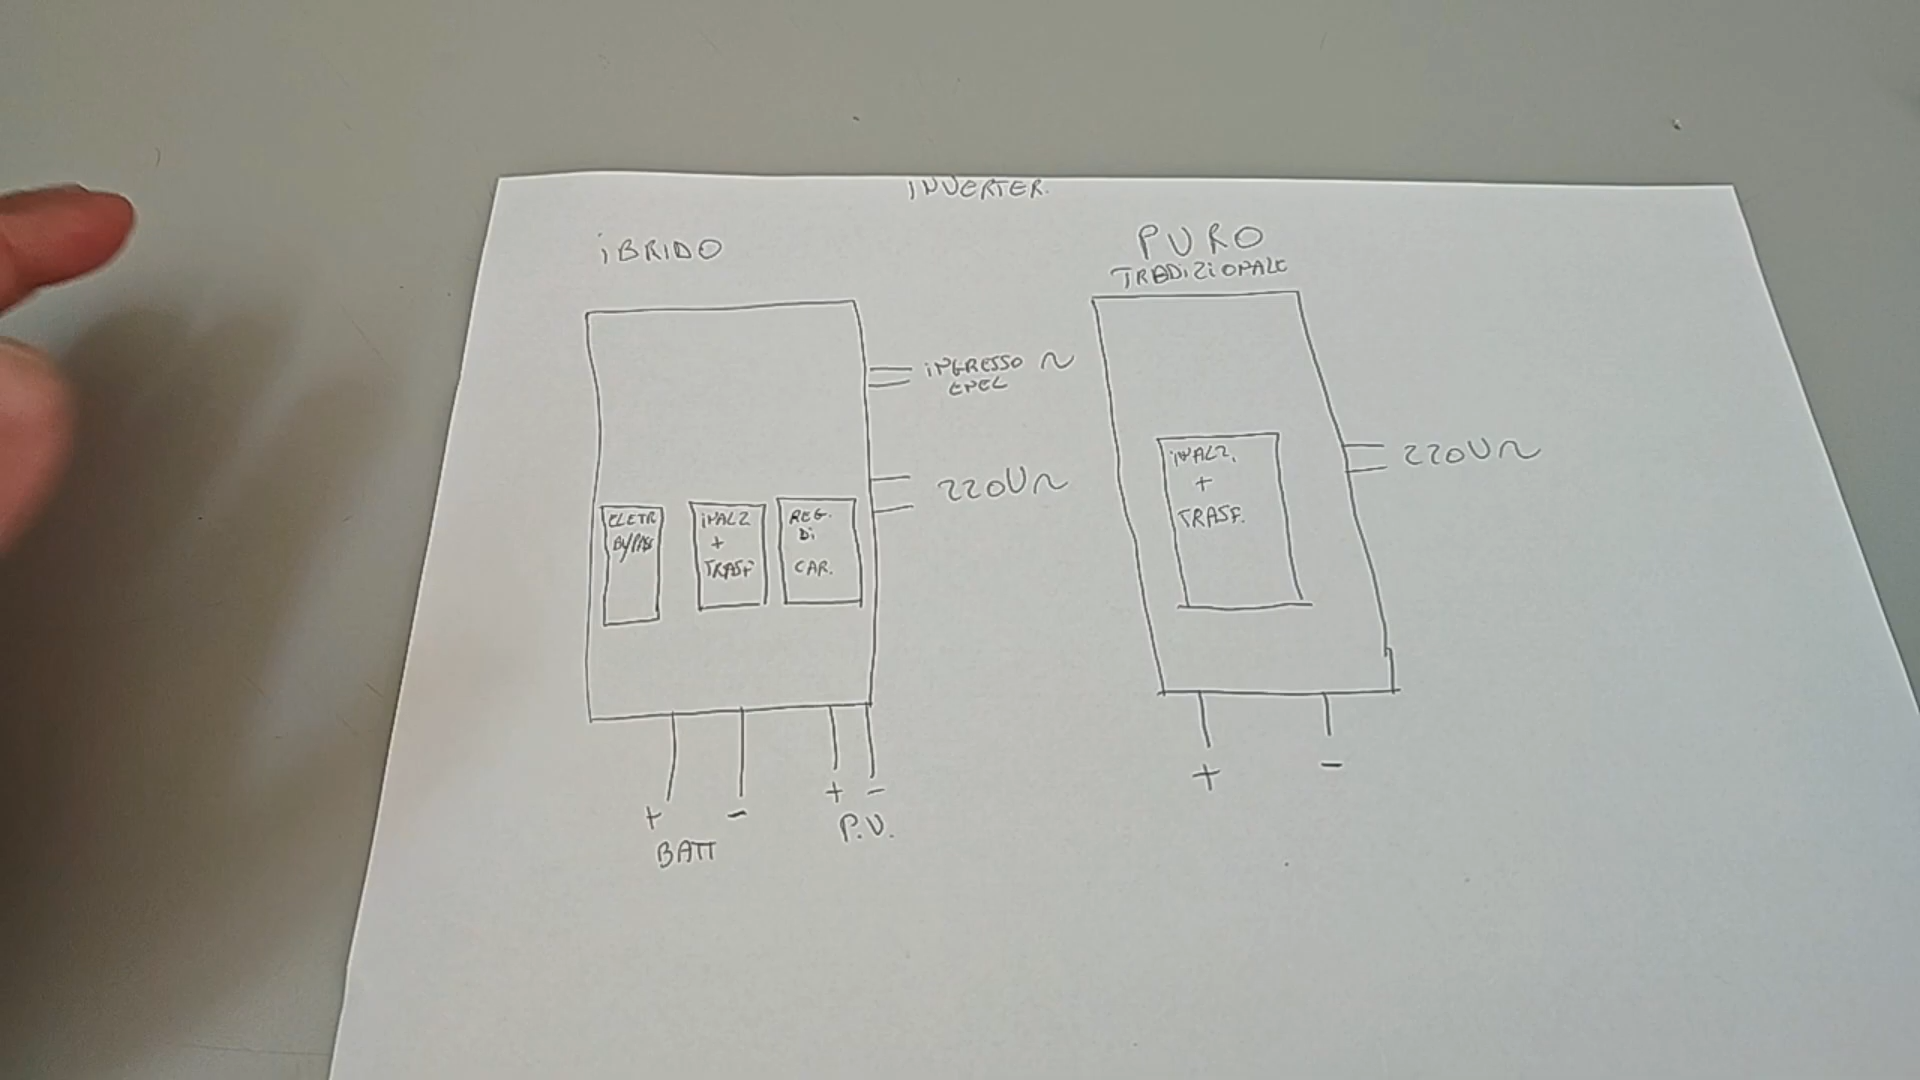 INVERTER.
iBRIDO
INGRESSO ~
ENEL
220V~
ELETR
BYPASS
INALZ
+
TRASF
REG.
Di
CAR.
+ -
BATT
+ -
P.V.
PURO
TRADIZIONALE
INALZ.
+
TRASF.
220V~
+ -